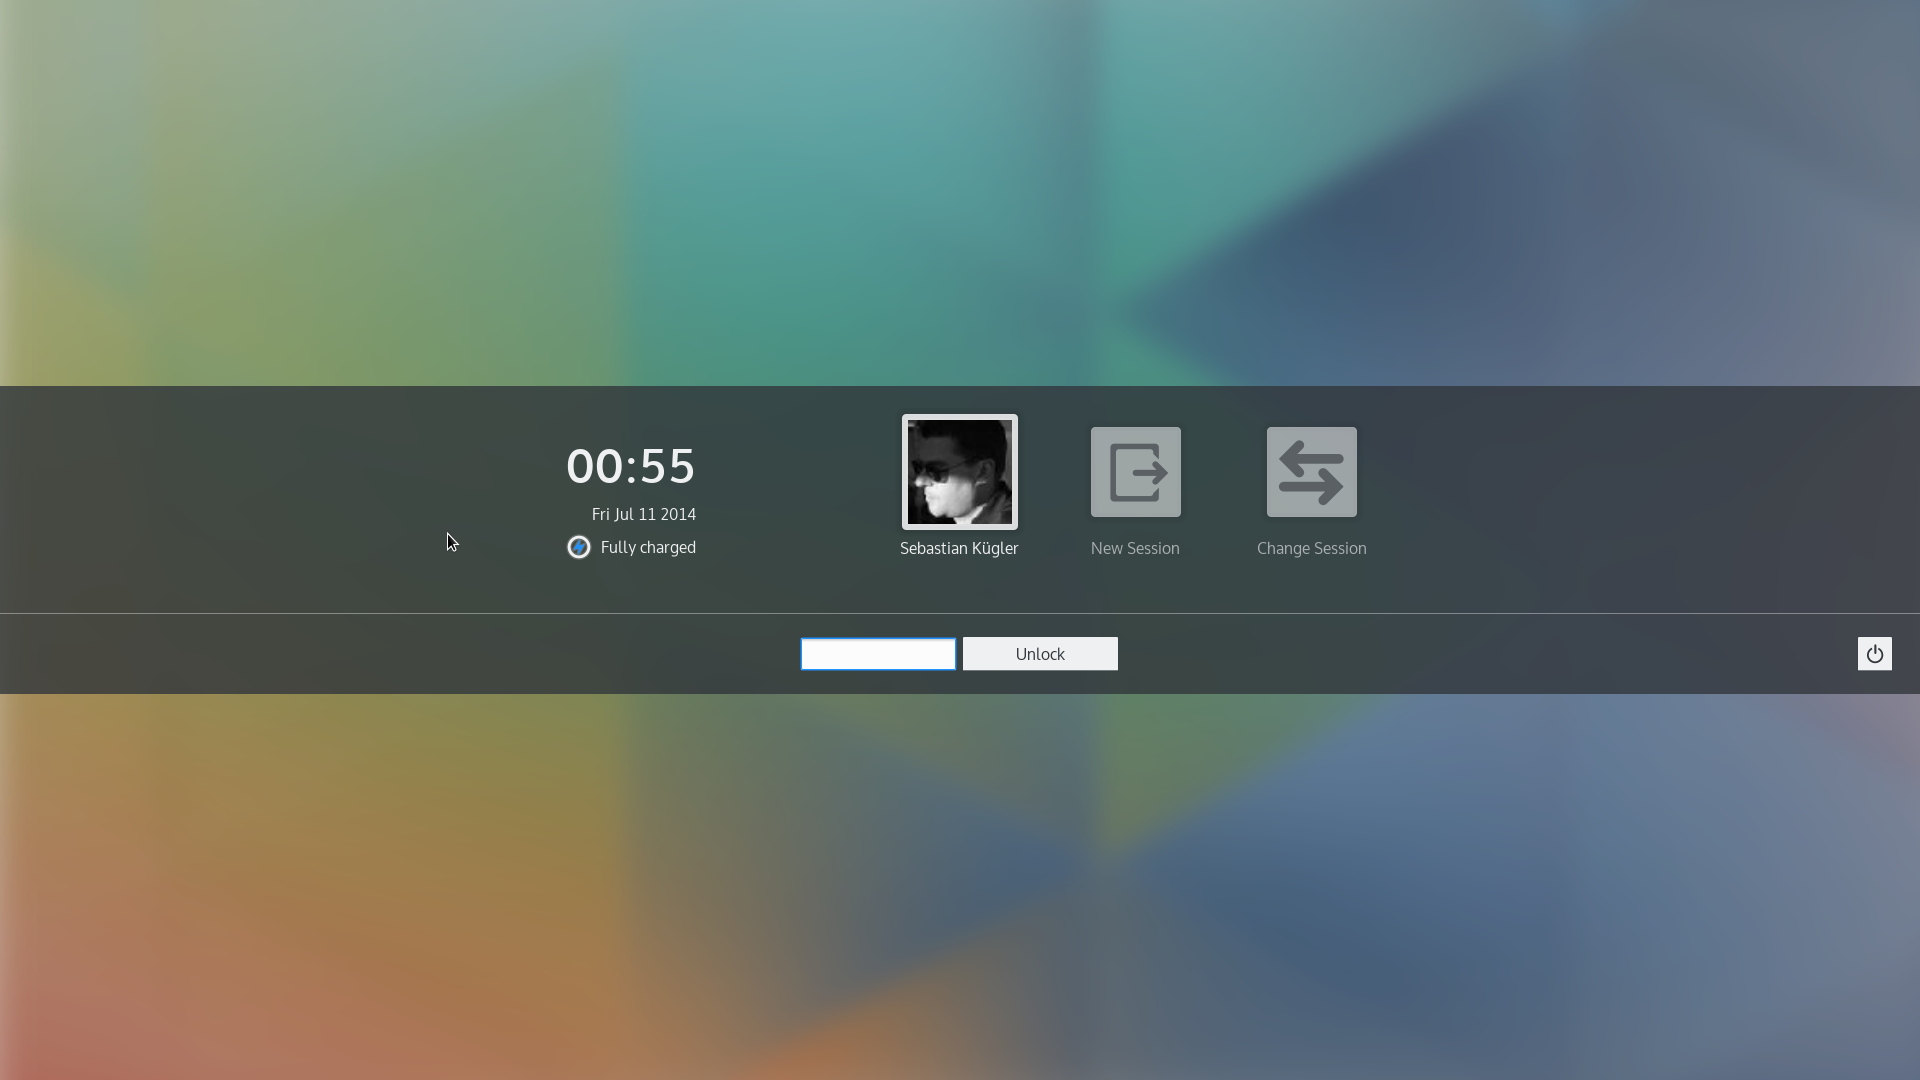 00:55
Fri Jul 11 2014
Fully charged
Sebastian Kügler
New Session
Change Session
Unlock